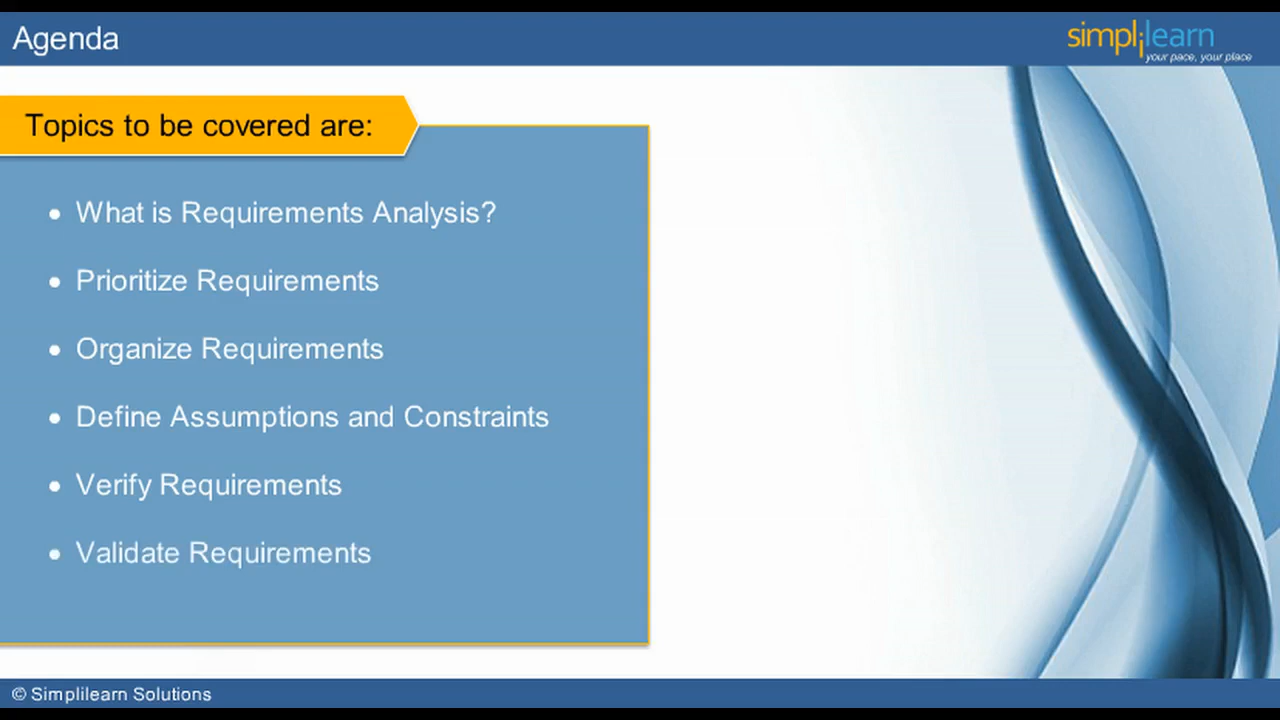 Agenda
simplilearn
your pace, your place
Topics to be covered are:
• What is Requirements Analysis?
• Prioritize Requirements
• Organize Requirements
• Define Assumptions and Constraints
• Verify Requirements
• Validate Requirements
© Simplilearn Solutions